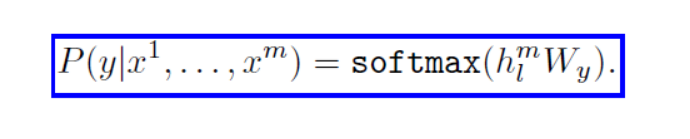 P(y|x^1, ..., x^m) = softmax(h_l^m W_y).